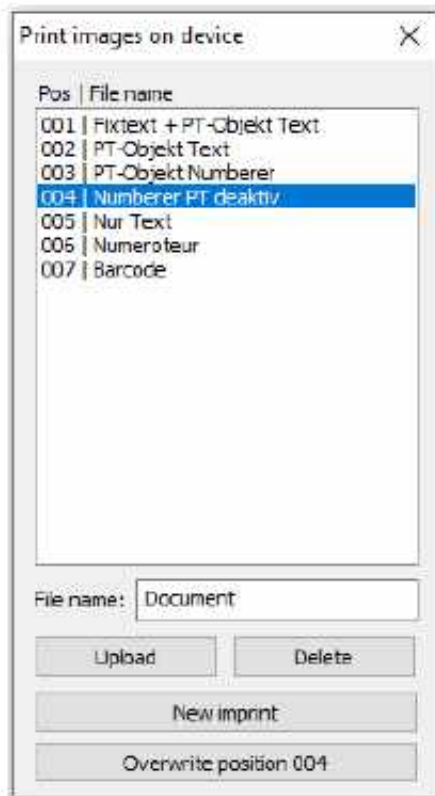 Print images on device
Pos | File name
001 | Fixtext + PT-Objekt Text
002 | PT-Objekt Text
003 | PT-Objekt Numberer
004 | Numberer PT deaktiv
005 | Nur Text
006 | Numeroteur
007 | Barcode
File name: Document
Upload Delete
New imprint
Overwrite position 004